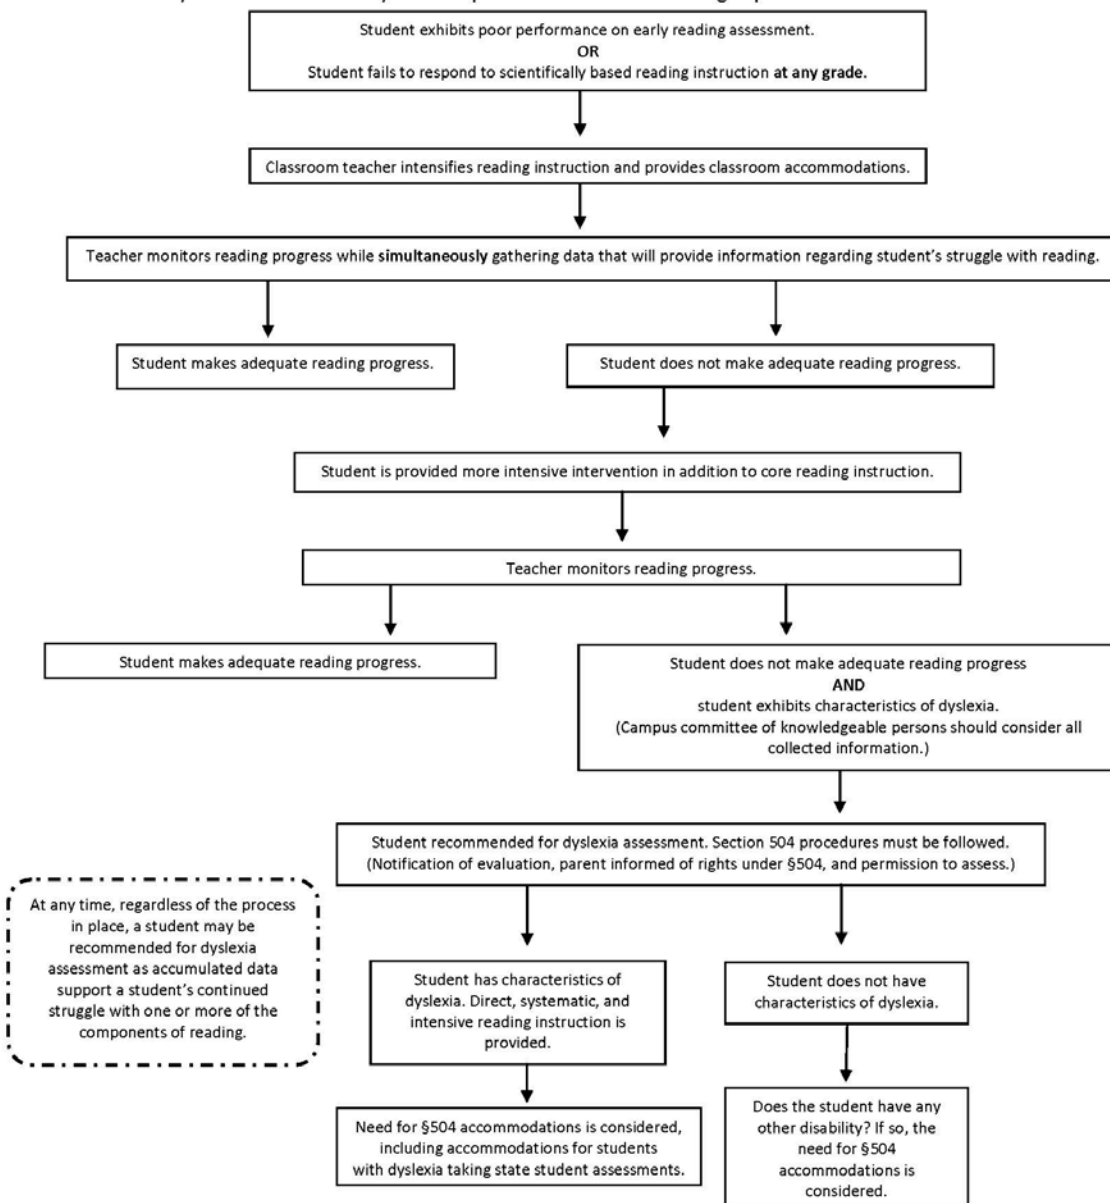 Student exhibits poor performance on early reading assessment.
OR
Student fails to respond to scientifically based reading instruction at any grade.
Classroom teacher intensifies reading instruction and provides classroom accommodations.
Teacher monitors reading progress while simultaneously gathering data that will provide information regarding student's struggle with reading.
Student makes adequate reading progress.
Student does not make adequate reading progress.
Student is provided more intensive intervention in addition to core reading instruction.
Teacher monitors reading progress.
Student makes adequate reading progress.
Student does not make adequate reading progress
AND
student exhibits characteristics of dyslexia.
(Campus committee of knowledgeable persons should consider all
collected information.)
Student recommended for dyslexia assessment. Section 504 procedures must be followed.
(Notification of evaluation, parent informed of rights under §504, and permission to assess.)
At any time, regardless of the process
in place, a student may be
recommended for dyslexia
assessment as accumulated data
support a student's continued
struggle with one or more of the
components of reading.
Student has characteristics of
dyslexia. Direct, systematic, and
intensive reading instruction is
provided.
Student does not have
characteristics of dyslexia.
Need for §504 accommodations is considered,
including accommodations for students
with dyslexia taking state student assessments.
Does the student have any
other disability? If so, the
need for §504
accommodations is
considered.